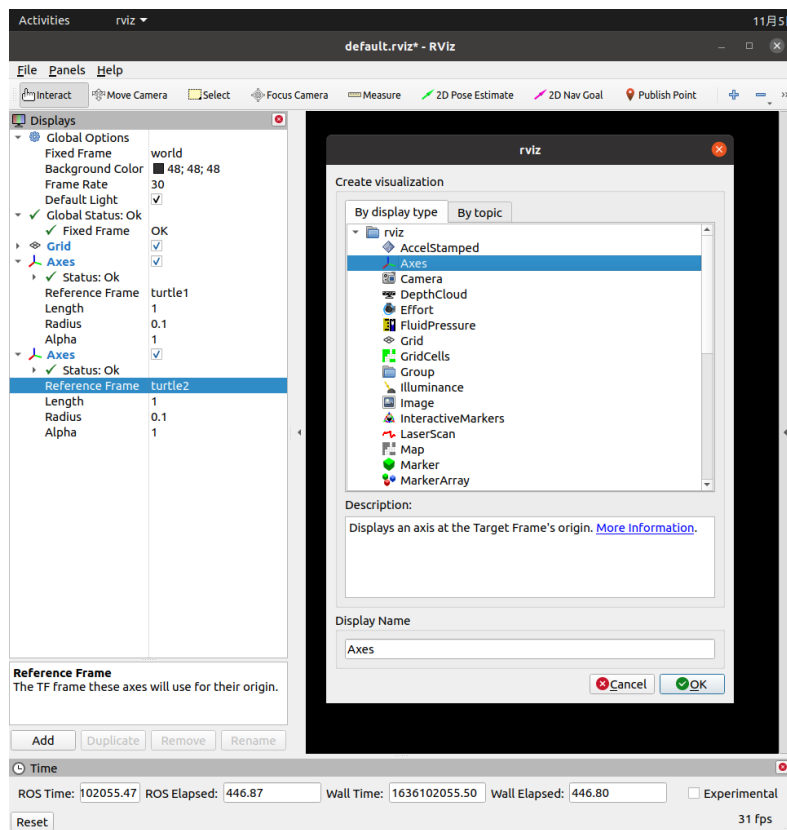 Activities rviz 11月5
default.rviz* - RViz
File Panels Help
Interact Move Camera Select Focus Camera Measure 2D Pose Estimate 2D Nav Goal Publish Point
Displays
Global Options
Fixed Frame world
Background Color 48; 48; 48
Frame Rate 30
Default Light
Global Status: Ok
Fixed Frame OK
Grid
Axes
Status: Ok
Reference Frame turtle1
Length 1
Radius 0.1
Alpha 1
Axes
Status: Ok
Reference Frame turtle2
Length 1
Radius 0.1
Alpha 1
Reference Frame
The TF frame these axes will use for their origin.
Add Duplicate Remove Rename
rviz
Create visualization
By display type By topic
rviz
AccelStamped
Axes
Camera
DepthCloud
Effort
FluidPressure
Grid
GridCells
Group
Illuminance
Image
InteractiveMarkers
LaserScan
Map
Marker
MarkerArray
Description:
Displays an axis at the Target Frame's origin. More Information.
Display Name
Axes
Cancel OK
Time
ROS Time: 102055.47 ROS Elapsed: 446.87 Wall Time: 1636102055.50 Wall Elapsed: 446.80 Experimental
Reset 31 fps